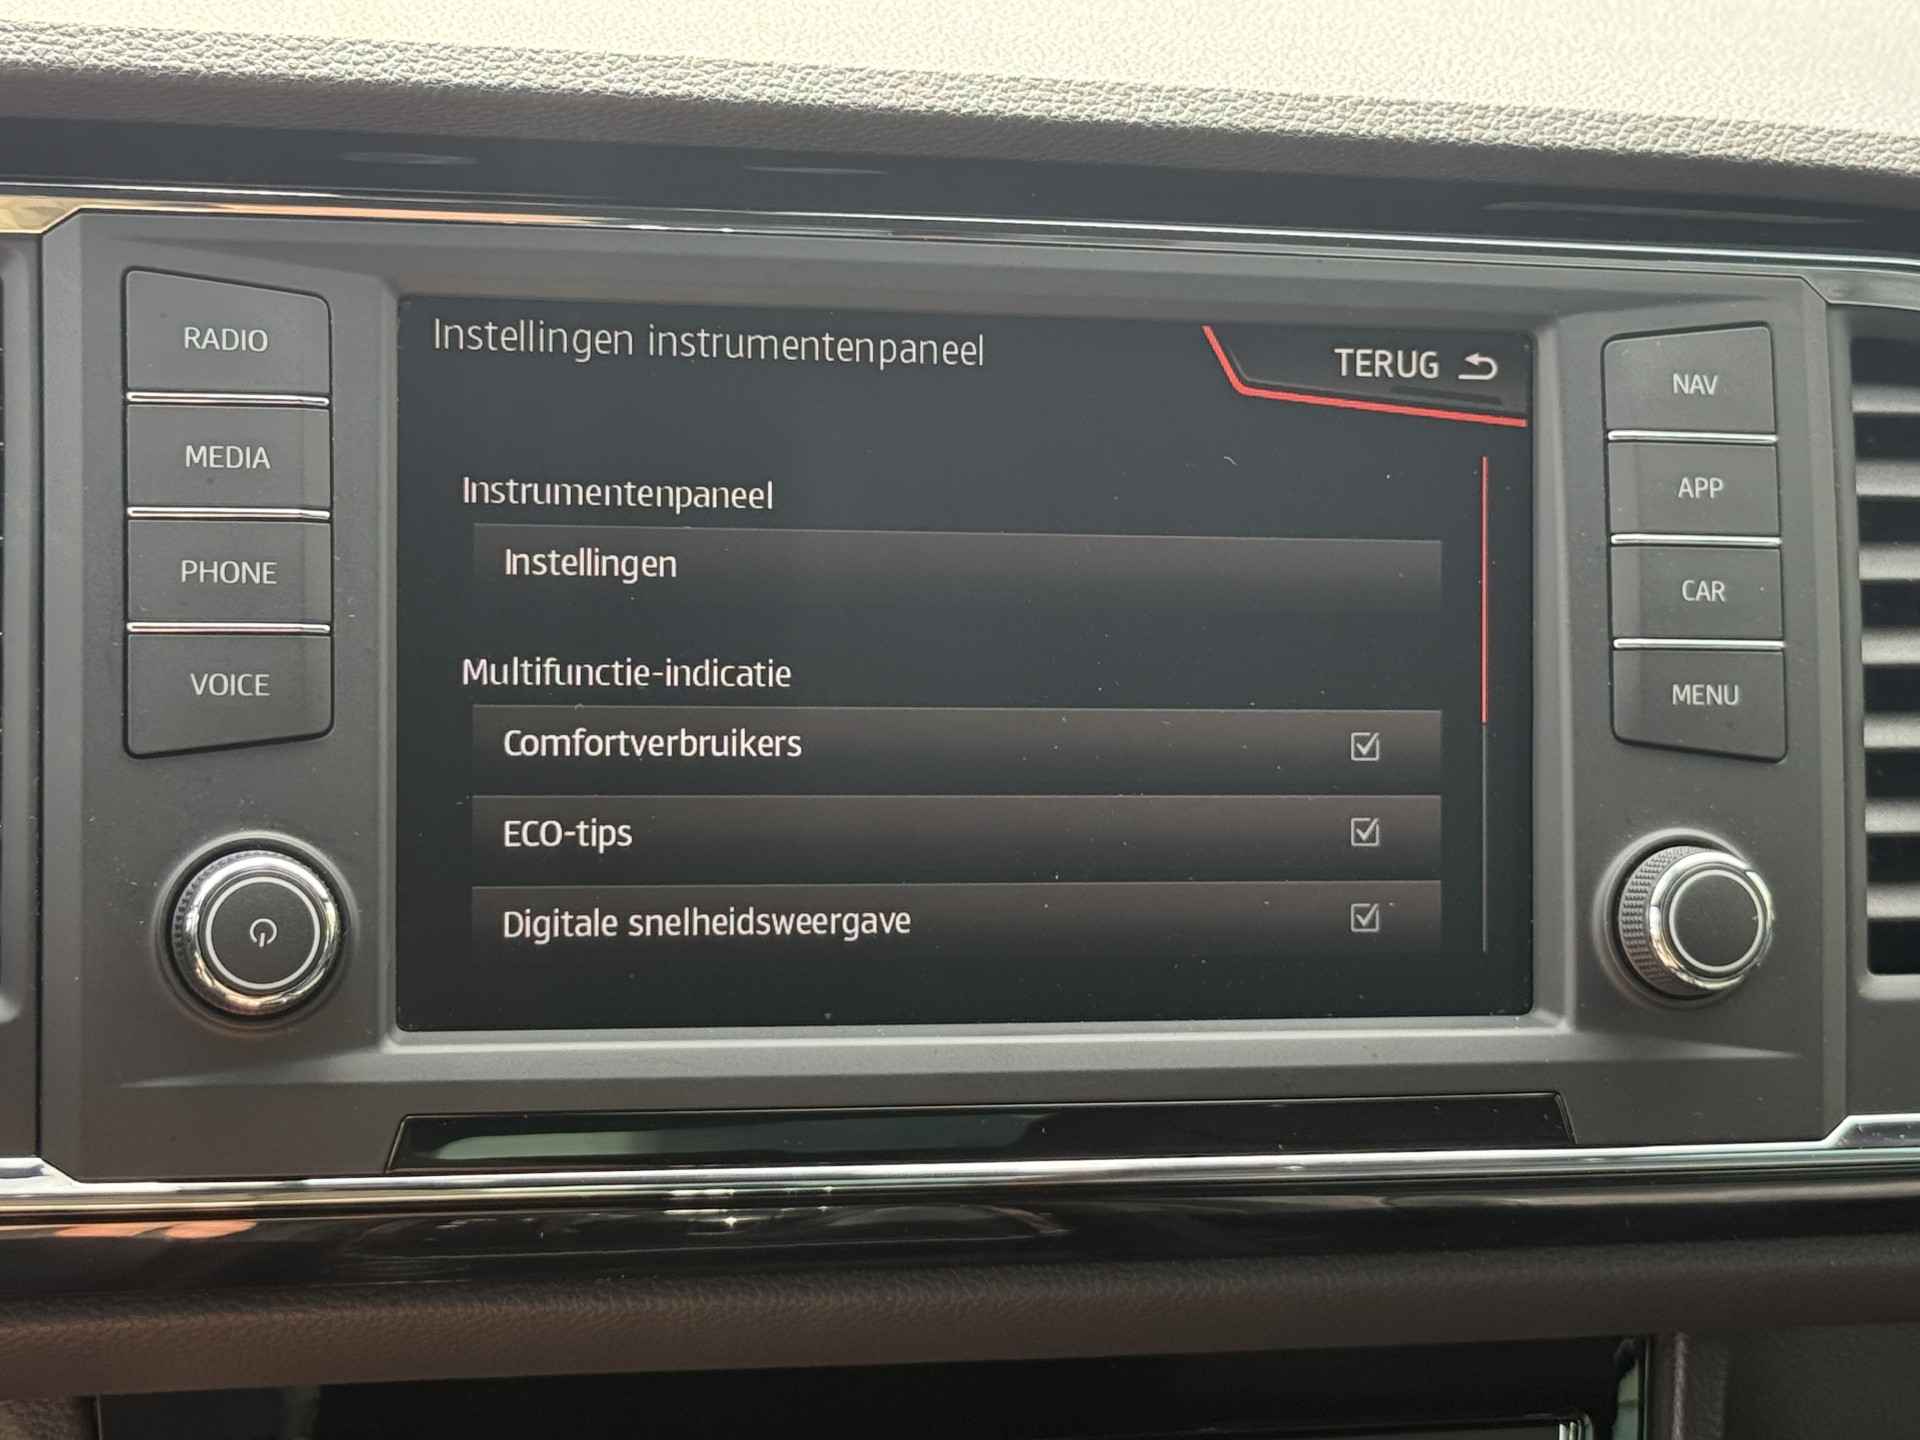 Instellingen instrumentenpaneel
TERUG
Instrumentenpaneel
Instellingen
Multifunctie-indicatie
Comfortverbruikers
ECO-tips
Digitale snelheidsweergave
RADIO
MEDIA
PHONE
VOICE
NAV
APP
CAR
MENU